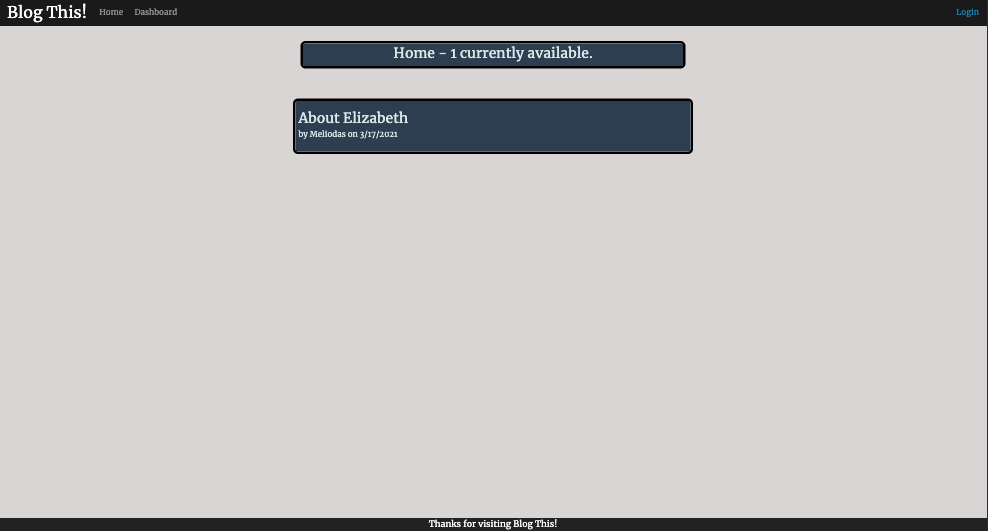 Blog This! Home Dashboard Login
Home - 1 currently available.
About Elizabeth
by Meliodas on 3/17/2021
Thanks for visiting Blog This!